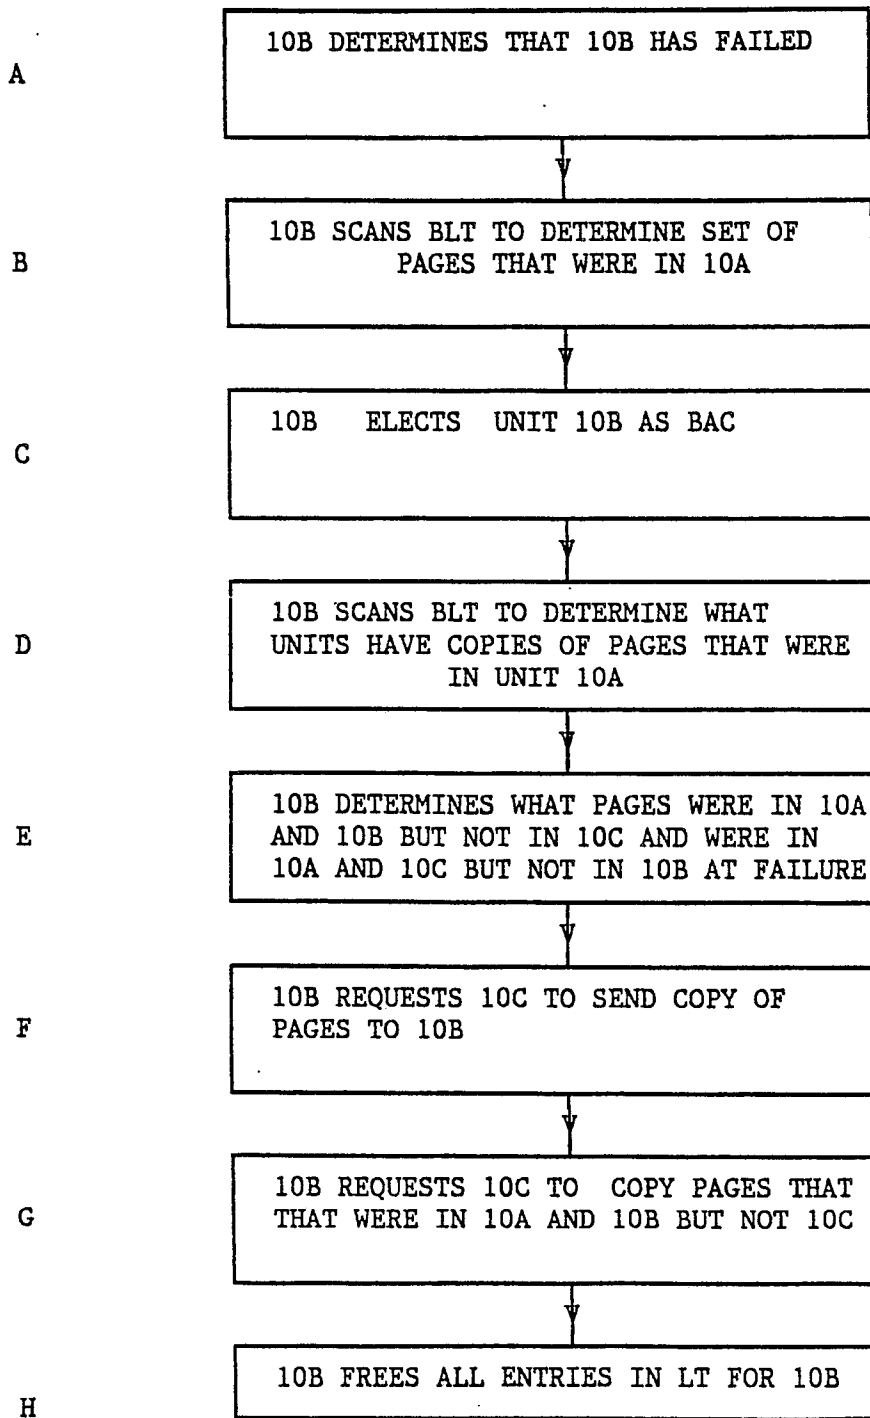 A
10B DETERMINES THAT 10B HAS FAILED
B
10B SCANS BLT TO DETERMINE SET OF
PAGES THAT WERE IN 10A
C
10B ELECTS UNIT 10B AS BAC
D
10B SCANS BLT TO DETERMINE WHAT
UNITS HAVE COPIES OF PAGES THAT WERE
IN UNIT 10A
E
10B DETERMINES WHAT PAGES WERE IN 10A
AND 10B BUT NOT IN 10C AND WERE IN
10A AND 10C BUT NOT IN 10B AT FAILURE
F
10B REQUESTS 10C TO SEND COPY OF
PAGES TO 10B
G
10B REQUESTS 10C TO COPY PAGES THAT
THAT WERE IN 10A AND 10B BUT NOT 10C
H
10B FREES ALL ENTRIES IN LT FOR 10B